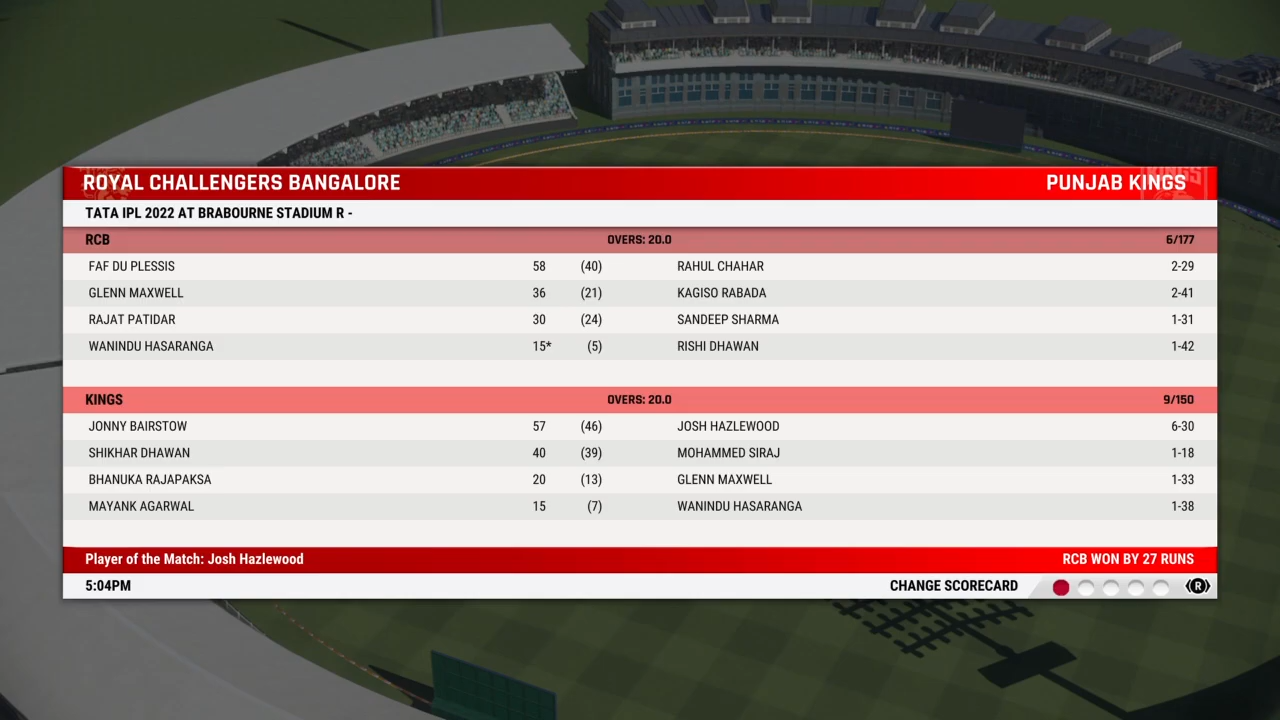 ROYAL CHALLENGERS BANGALORE PUNJAB KINGS
TATA IPL 2022 AT BRABOURNE STADIUM R -
RCB OVERS: 20.0 6/177
FAF DU PLESSIS 58 (40) RAHUL CHAHAR 2-29
GLENN MAXWELL 36 (21) KAGISO RABADA 2-41
RAJAT PATIDAR 30 (24) SANDEEP SHARMA 1-31
WANINDU HASARANGA 15* (5) RISHI DHAWAN 1-42
KINGS OVERS: 20.0 9/150
JONNY BAIRSTOW 57 (46) JOSH HAZLEWOOD 6-30
SHIKHAR DHAWAN 40 (39) MOHAMMED SIRAJ 1-18
BHANUKA RAJAPAKSA 20 (13) GLENN MAXWELL 1-33
MAYANK AGARWAL 15 (7) WANINDU HASARANGA 1-38
Player of the Match: Josh Hazlewood RCB WON BY 27 RUNS
5:04PM CHANGE SCORECARD R